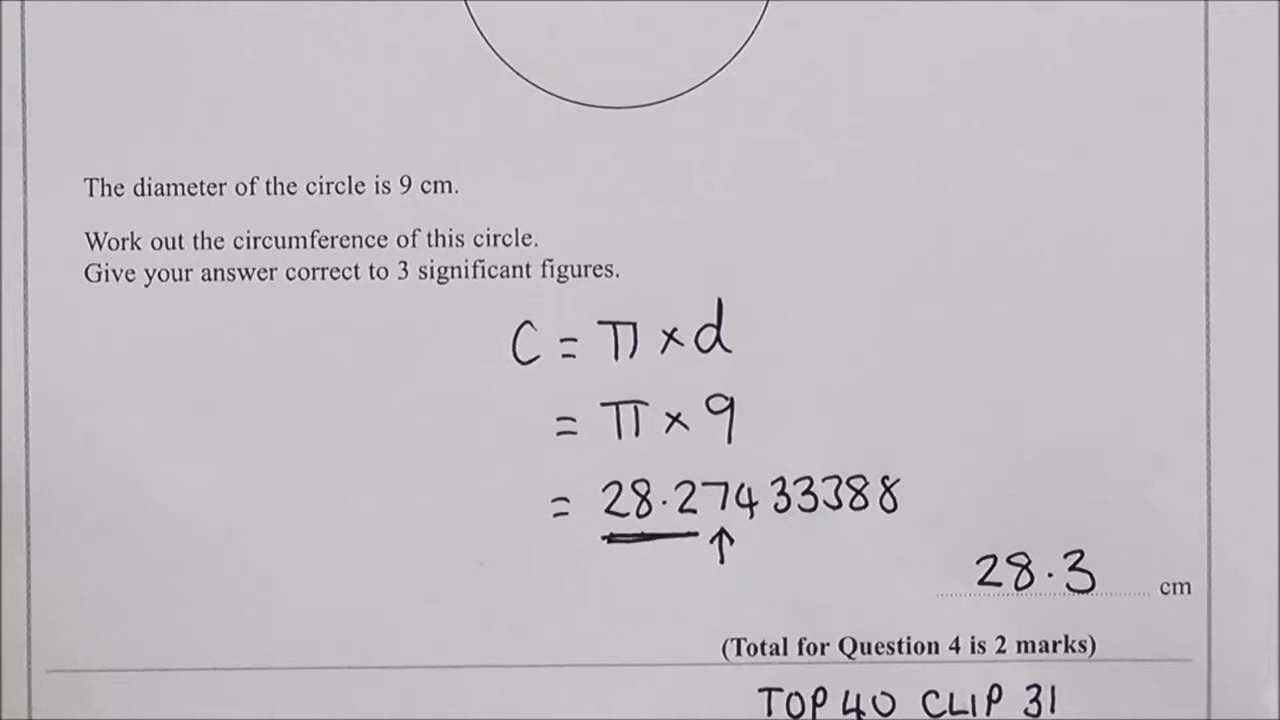 The diameter of the circle is 9 cm.
Work out the circumference of this circle.
Give your answer correct to 3 significant figures.
C = π × d
= π × 9
= 28.27433388
28.3 cm
(Total for Question 4 is 2 marks)
TOP 40 CLIP 31